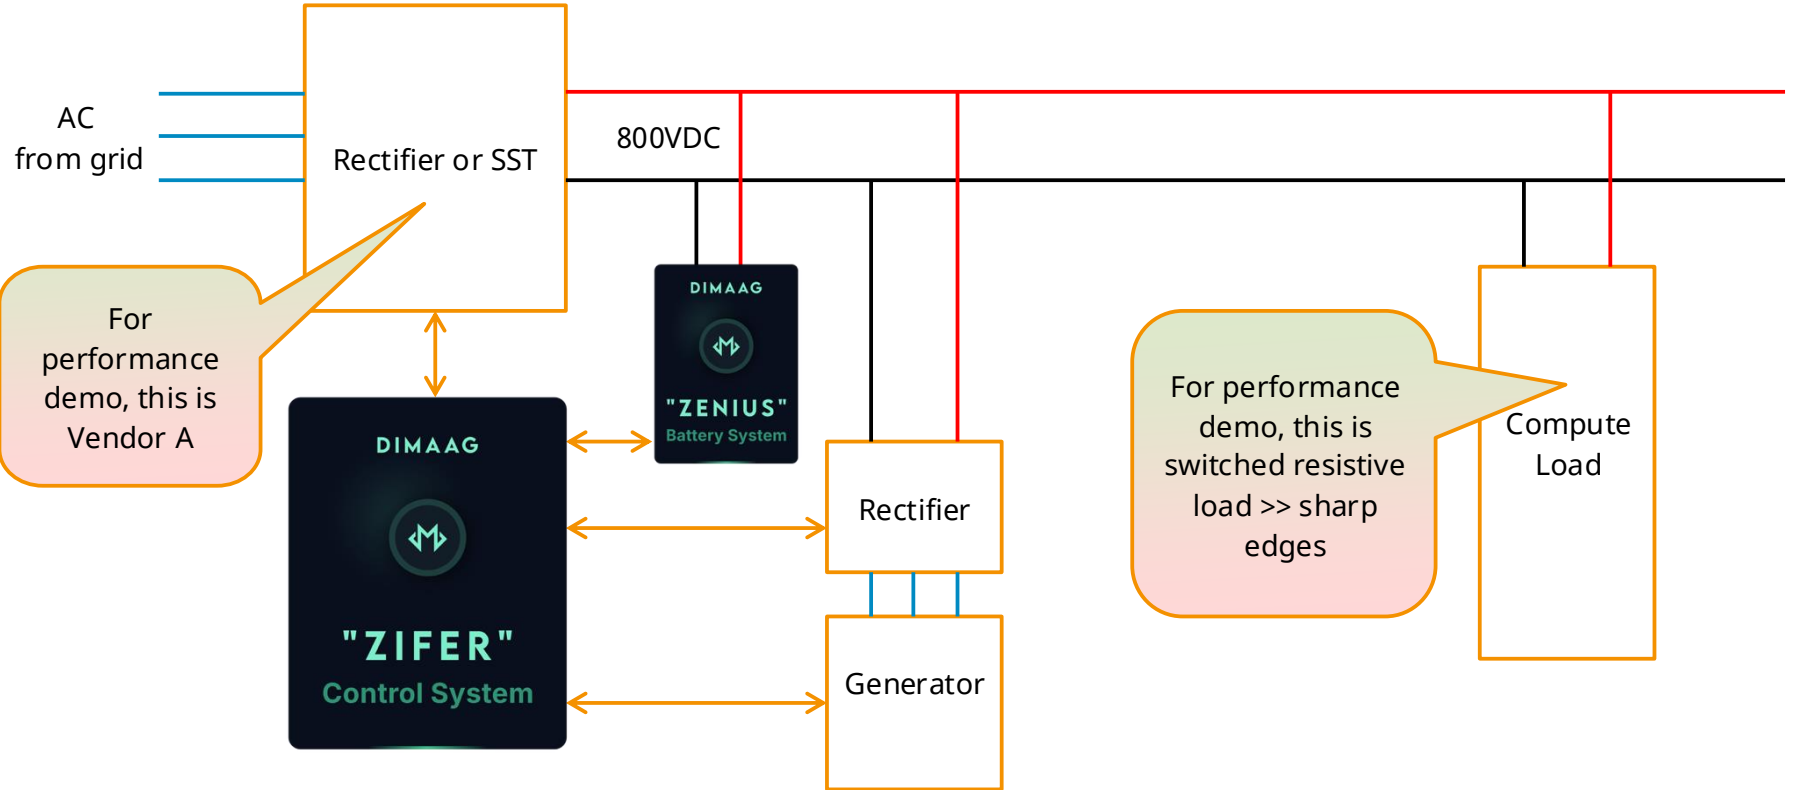 AC
from grid
Rectifier or SST
800VDC
For
performance
demo, this is
Vendor A
DIMAAG
"ZENIUS"
Battery System
DIMAAG
"ZIFER"
Control System
Rectifier
Generator
For performance
demo, this is
switched resistive
load >> sharp
edges
Compute
Load